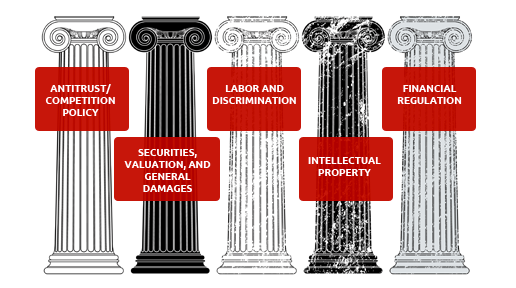 ANTITRUST/
COMPETITION
POLICY
SECURITIES,
VALUATION, AND
GENERAL
DAMAGES
LABOR AND
DISCRIMINATION
INTELLECTUAL
PROPERTY
FINANCIAL
REGULATION